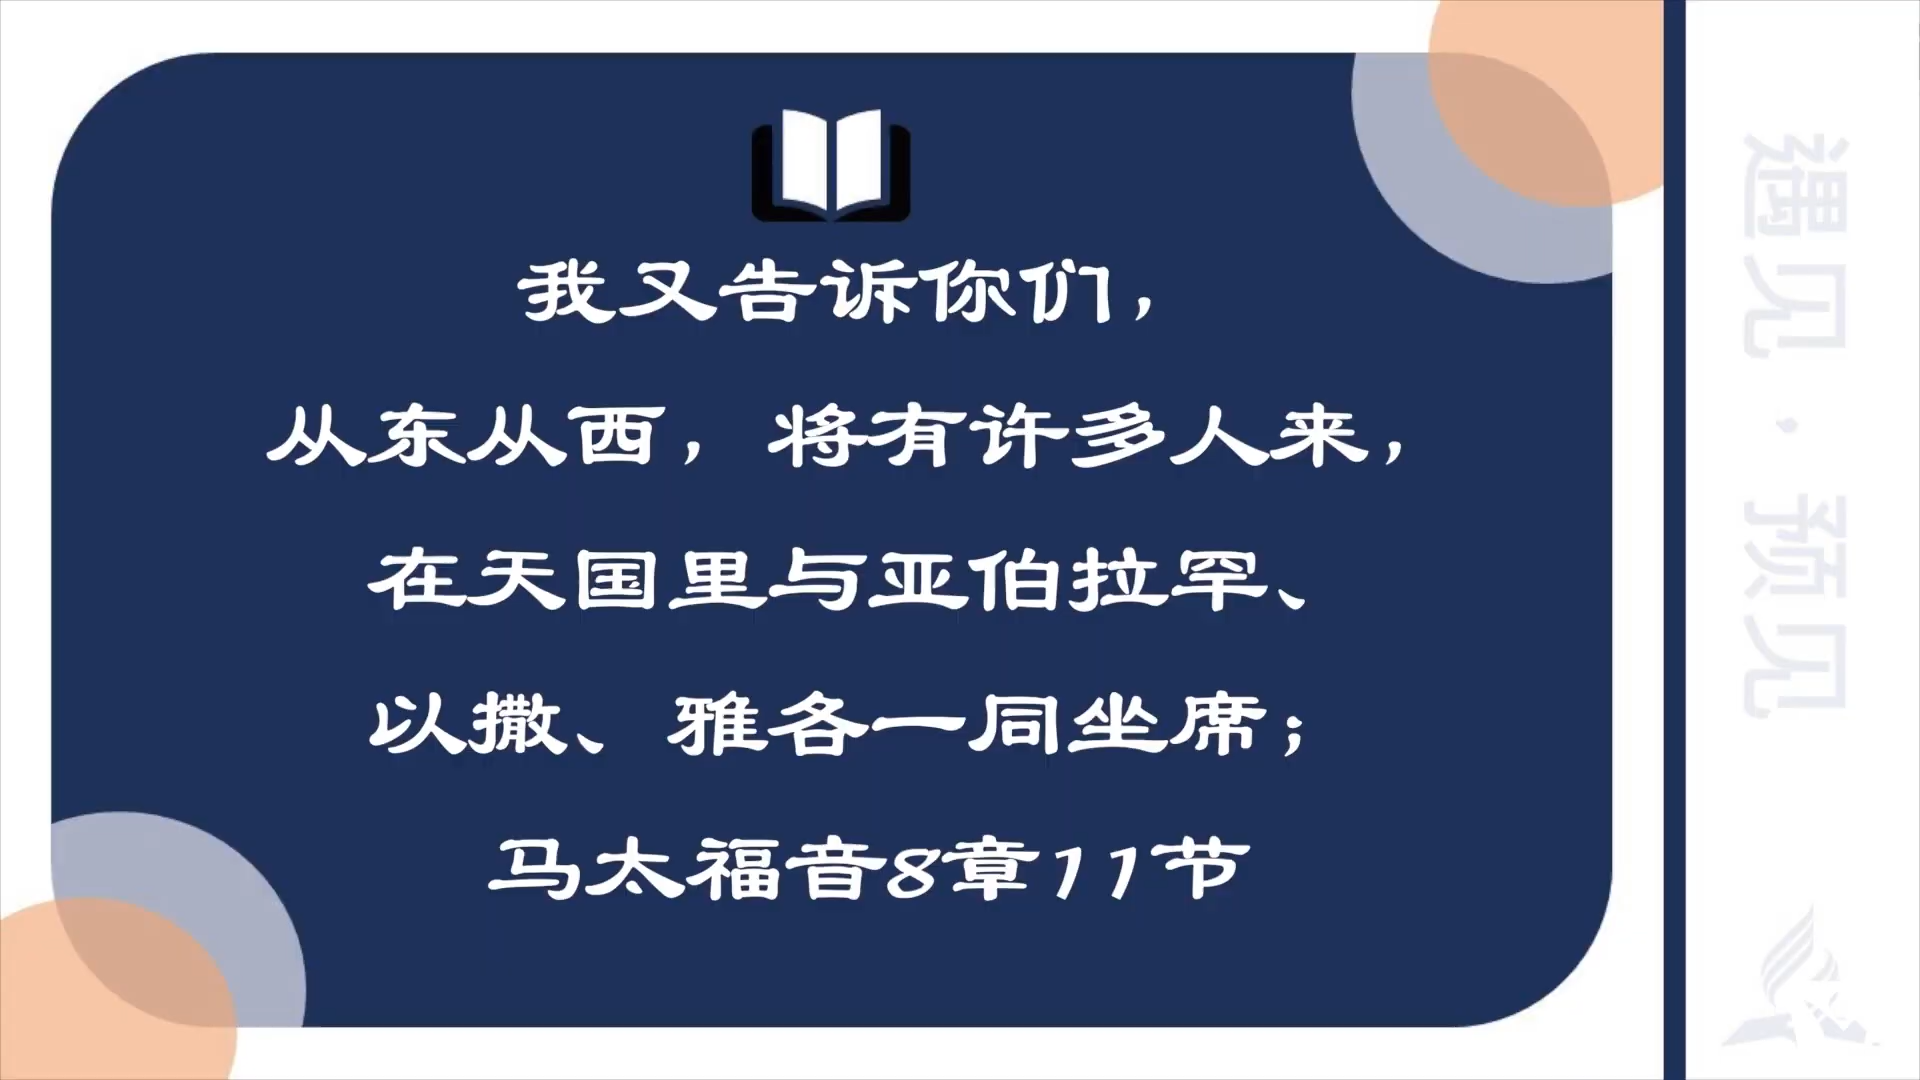 我又告诉你们，
从东从西，将有许多人来，
在天国里与亚伯拉罕、
以撒、雅各一同坐席；
马太福音8章11节
遇见，预见